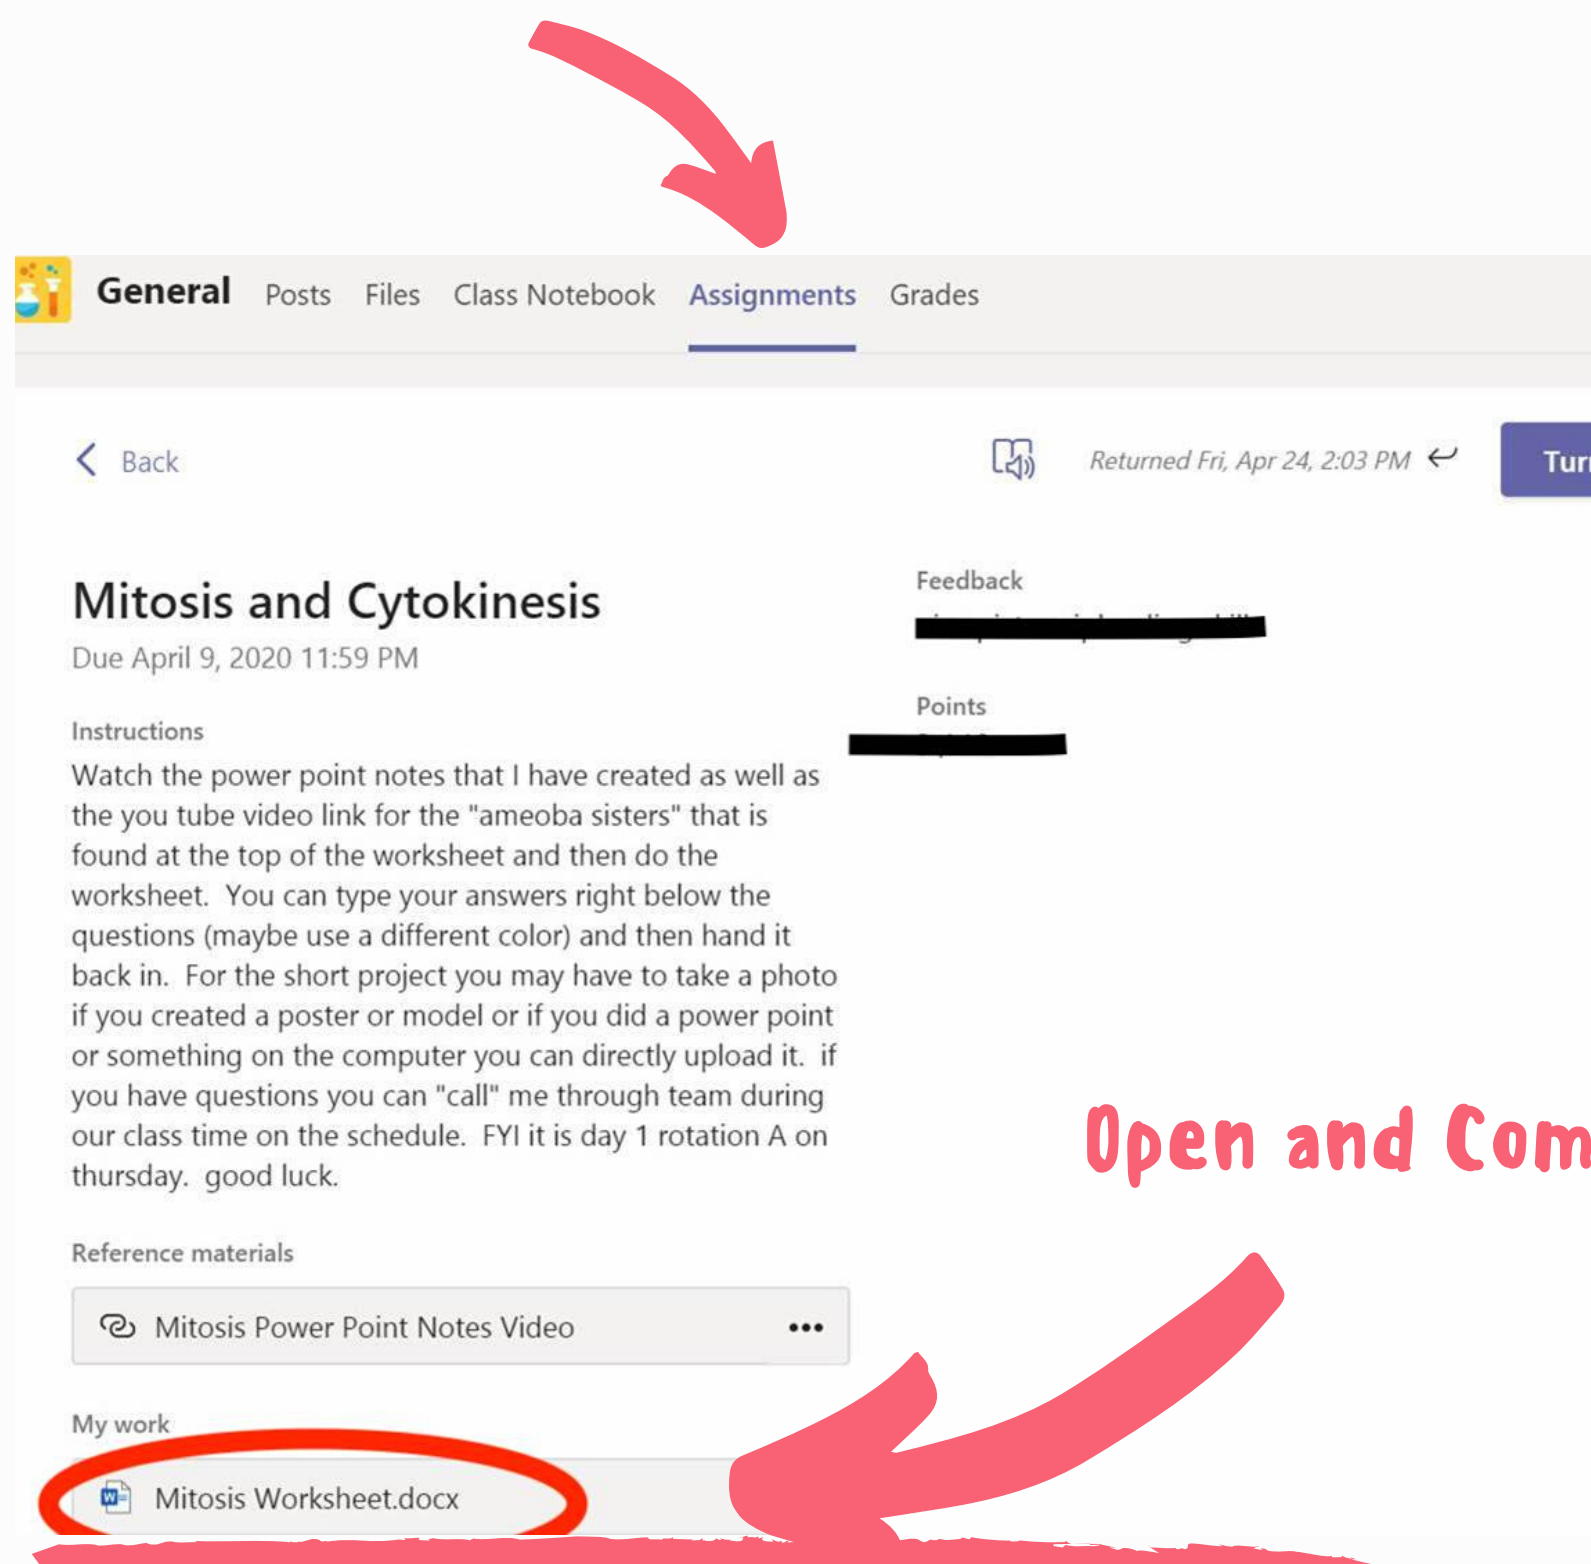 General Posts Files Class Notebook Assignments Grades
Back
Returned Fri, Apr 24, 2:03 PM
Mitosis and Cytokinesis
Due April 9, 2020 11:59 PM
Instructions
Watch the power point notes that I have created as well as
the you tube video link for the "ameoba sisters" that is
found at the top of the worksheet and then do the
worksheet. You can type your answers right below the
questions (maybe use a different color) and then hand it
back in. For the short project you may have to take a photo
if you created a poster or model or if you did a power point
or something on the computer you can directly upload it. if
you have questions you can "call" me through team during
our class time on the schedule. FYI it is day 1 rotation A on
thursday. good luck.
Reference materials
Mitosis Power Point Notes Video
My work
Mitosis Worksheet.docx
Feedback
Points
Open and